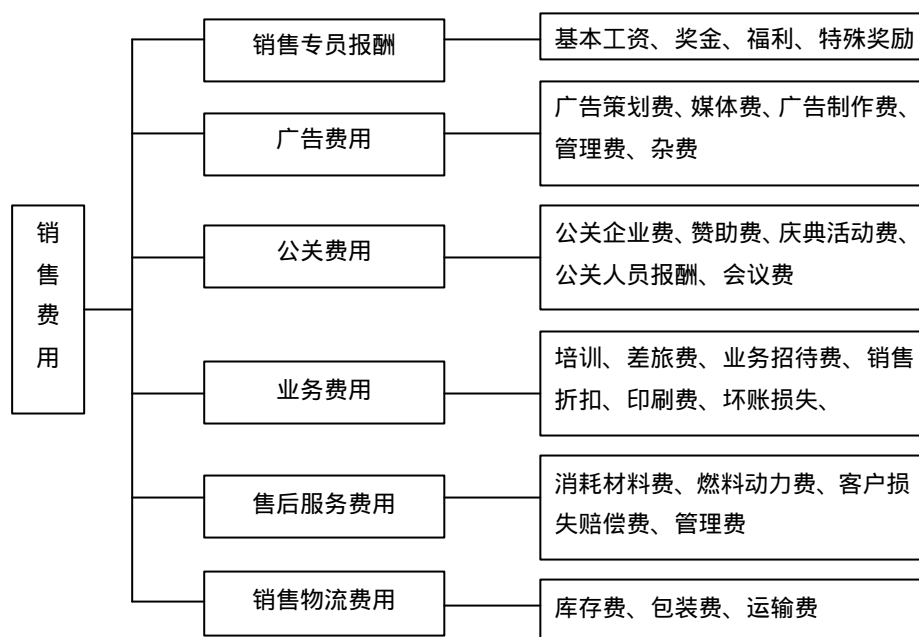 销售专员报酬
基本工资、奖金、福利、特殊奖励
广告费用
广告策划费、媒体费、广告制作费、
管理费、杂费
销
售
费
用
公关费用
公关企业费、赞助费、庆典活动费、
公关人员报酬、会议费
业务费用
培训、差旅费、业务招待费、销售
折扣、印刷费、坏账损失、
售后服务费用
消耗材料费、燃料动力费、客户损
失赔偿费、管理费
销售物流费用
库存费、包装费、运输费